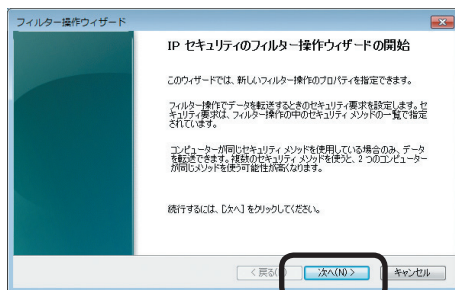 フィルター操作ウィザード
IP セキュリティのフィルター操作ウィザードの開始
このウィザードでは、新しいフィルター操作のプロパティを指定できます。
フィルター操作でデータを転送するときのセキュリティ要求を設定します。セ
キュリティ要求は、フィルター操作の中のセキュリティ メソッドの一覧で指定
されています。
コンピューターが同じセキュリティ メソッドを使用している場合のみ、データ
を転送できます。複数のセキュリティ メソッドを使うと、2 つのコンピューター
が同じメソッドを使う可能性が高くなります。
続行するには、[次へ] をクリックしてください。
< 戻る( 次へ(N) > キャンセル